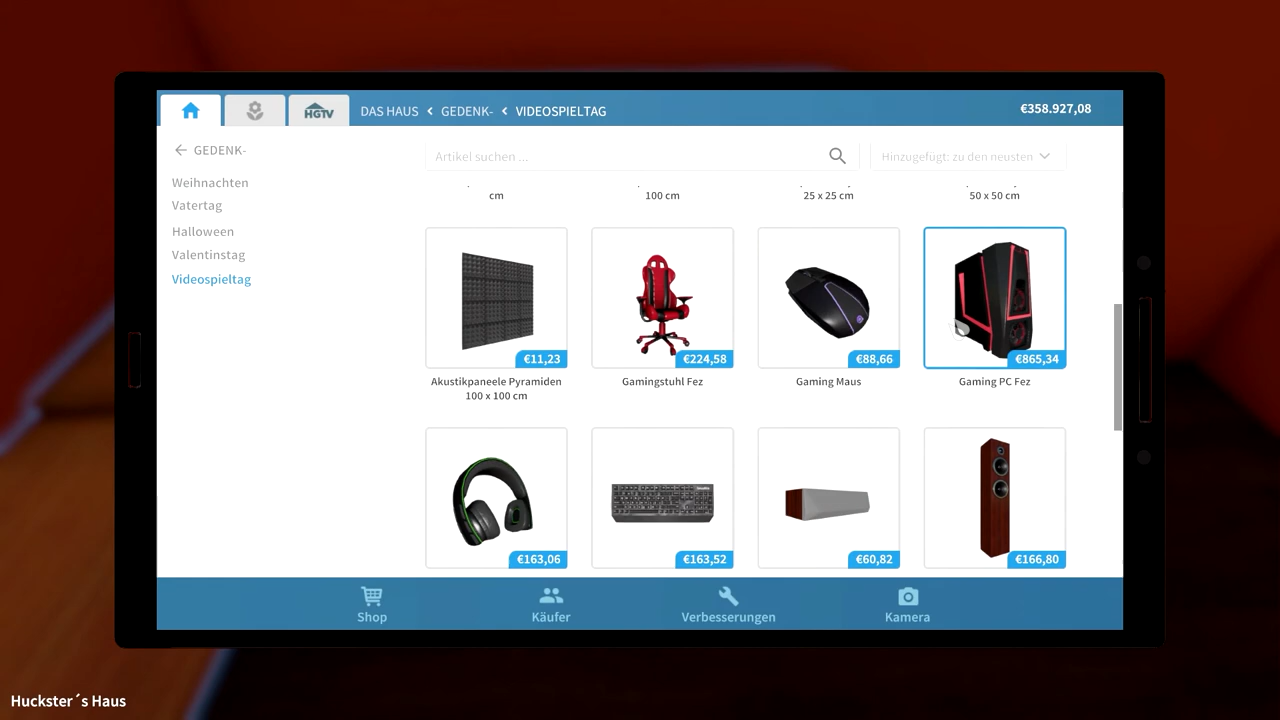 HGTV
DAS HAUS < GEDENK- < VIDEOSPIELTAG
€358.927,08
GEDENK-
Weihnachten
Vatertag
Halloween
Valentinstag
Videospieltag
Artikel suchen ...
Hinzugefügt: zu den neusten
cm
100 cm
25 x 25 cm
50 x 50 cm
€11,23
€224,58
€88,66
€865,34
Akustikpaneele Pyramiden
100 x 100 cm
Gamingstuhl Fez
Gaming Maus
Gaming PC Fez
€163,06
€163,52
€60,82
€166,80
Shop
Käufer
Verbesserungen
Kamera
Huckster´s Haus